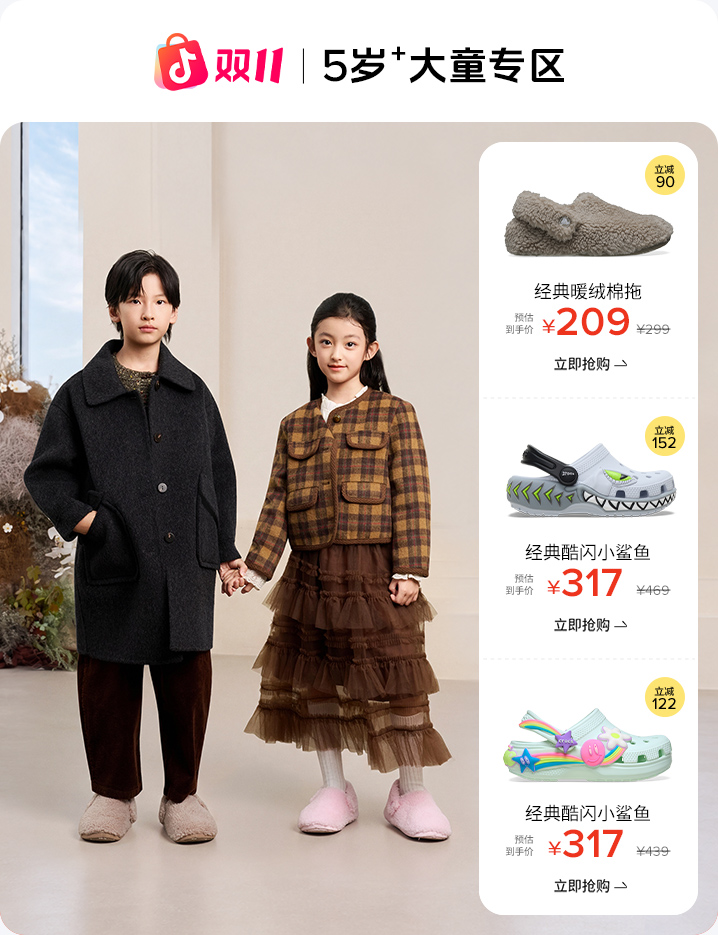 双11 | 5岁+大童专区
立减
90
经典暖绒棉拖
预估
到手价 ¥209 ¥299
立即抢购
立减
152
经典酷闪小鲨鱼
预估
到手价 ¥317 ¥469
立即抢购
立减
122
经典酷闪小鲨鱼
预估
到手价 ¥317 ¥439
立即抢购